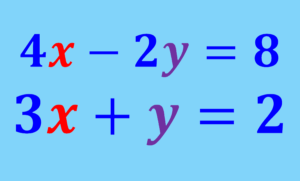 4x − 2y = 8
3x + y = 2